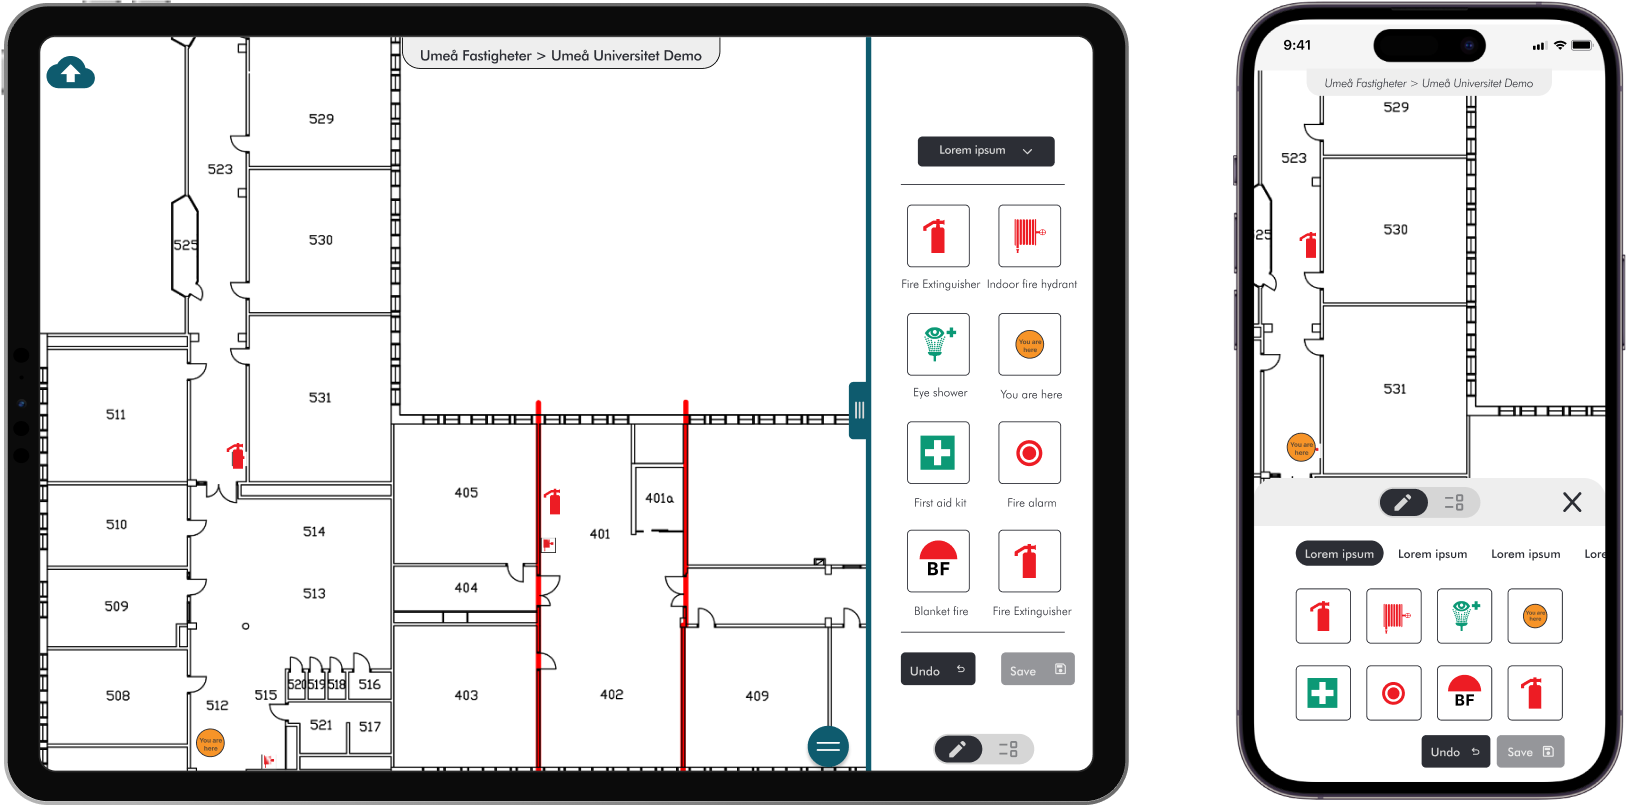 Umeå Fastigheter > Umeå Universitet Demo
529
523
530
525
531
511
405
401a
510
514
401
404
513
509
520
519
518
516
515
508
512
403
402
409
521
517
You are
here
Lorem ipsum
Fire Extinguisher
Indoor fire hydrant
You are
here
Eye shower
You are here
First aid kit
Fire alarm
BF
Blanket fire
Fire Extinguisher
Undo
Save
9:41
Umeå Fastigheter > Umeå Universitet Demo
529
523
530
25
531
You are
here
Lorem ipsum
Lorem ipsum
Lorem ipsum
Lore
You are
here
BF
Undo
Save